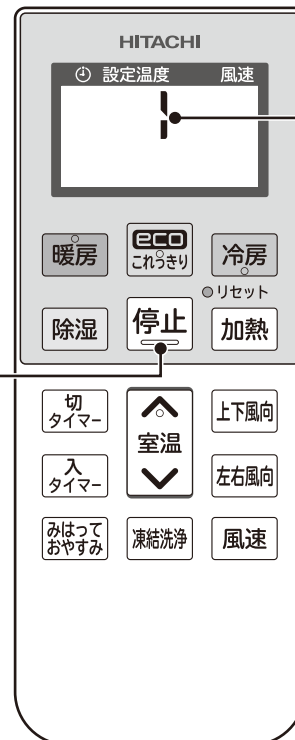 HITACHI
設定温度 風速
1
暖房
eco
これっきり
冷房
リセット
除湿
停止
加熱
切
タイマー
室温
上下風向
入
タイマー
左右風向
みはって
おやすみ
凍結洗浄
風速